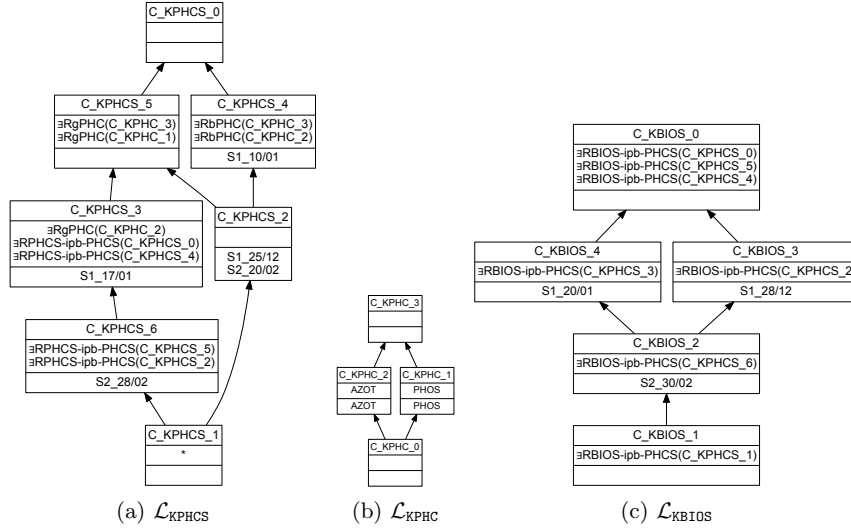 C_KPHCS_0
C_KPHCS_5
∃RgPHC(C_KPHC_3)
∃RgPHC(C_KPHC_1)
C_KPHCS_4
∃RbPHC(C_KPHC_3)
∃RbPHC(C_KPHC_2)
S1_10/01
C_KPHCS_3
∃RgPHC(C_KPHC_2)
∃RPHCS-ipb-PHCS(C_KPHCS_0)
∃RPHCS-ipb-PHCS(C_KPHCS_4)
S1_17/01
C_KPHCS_2
S1_25/12
S2_20/02
C_KPHCS_6
∃RPHCS-ipb-PHCS(C_KPHCS_5)
∃RPHCS-ipb-PHCS(C_KPHCS_2)
S2_28/02
C_KPHCS_1
*
(a) ℒKPHCS
C_KPHC_3
C_KPHC_2
AZOT
AZOT
C_KPHC_1
PHOS
PHOS
C_KPHC_0
(b) ℒKPHC
C_KBIOS_0
∃RBIOS-ipb-PHCS(C_KPHCS_0)
∃RBIOS-ipb-PHCS(C_KPHCS_5)
∃RBIOS-ipb-PHCS(C_KPHCS_4)
C_KBIOS_4
∃RBIOS-ipb-PHCS(C_KPHCS_3)
S1_20/01
C_KBIOS_3
∃RBIOS-ipb-PHCS(C_KPHCS_2
S1_28/12
C_KBIOS_2
∃RBIOS-ipb-PHCS(C_KPHCS_6)
S2_30/02
C_KBIOS_1
∃RBIOS-ipb-PHCS(C_KPHCS_1)
(c) ℒKBIOS